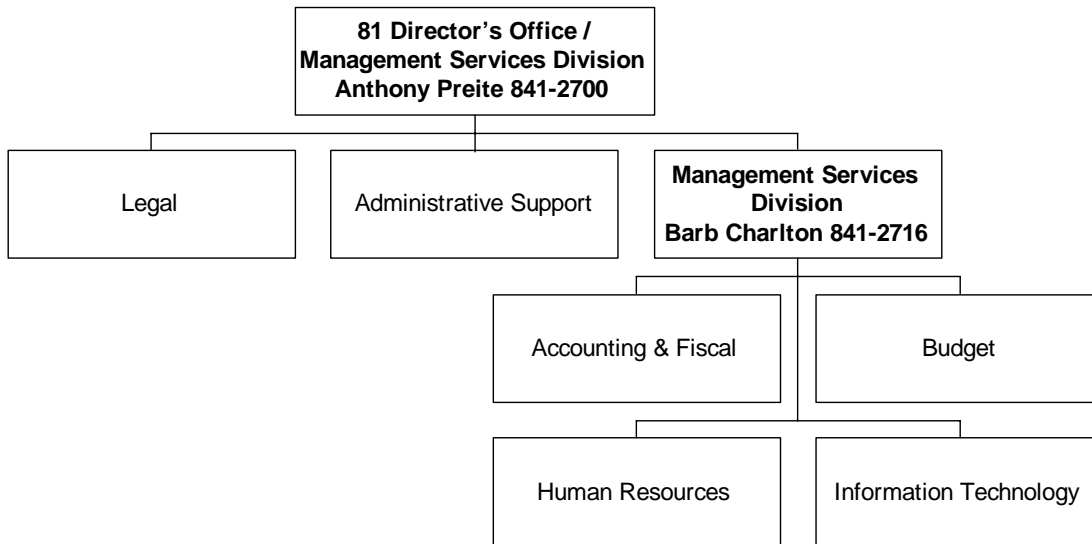 81 Director’s Office /
Management Services Division
Anthony Preite 841-2700
Legal
Administrative Support
Management Services
Division
Barb Charlton 841-2716
Accounting & Fiscal
Budget
Human Resources
Information Technology